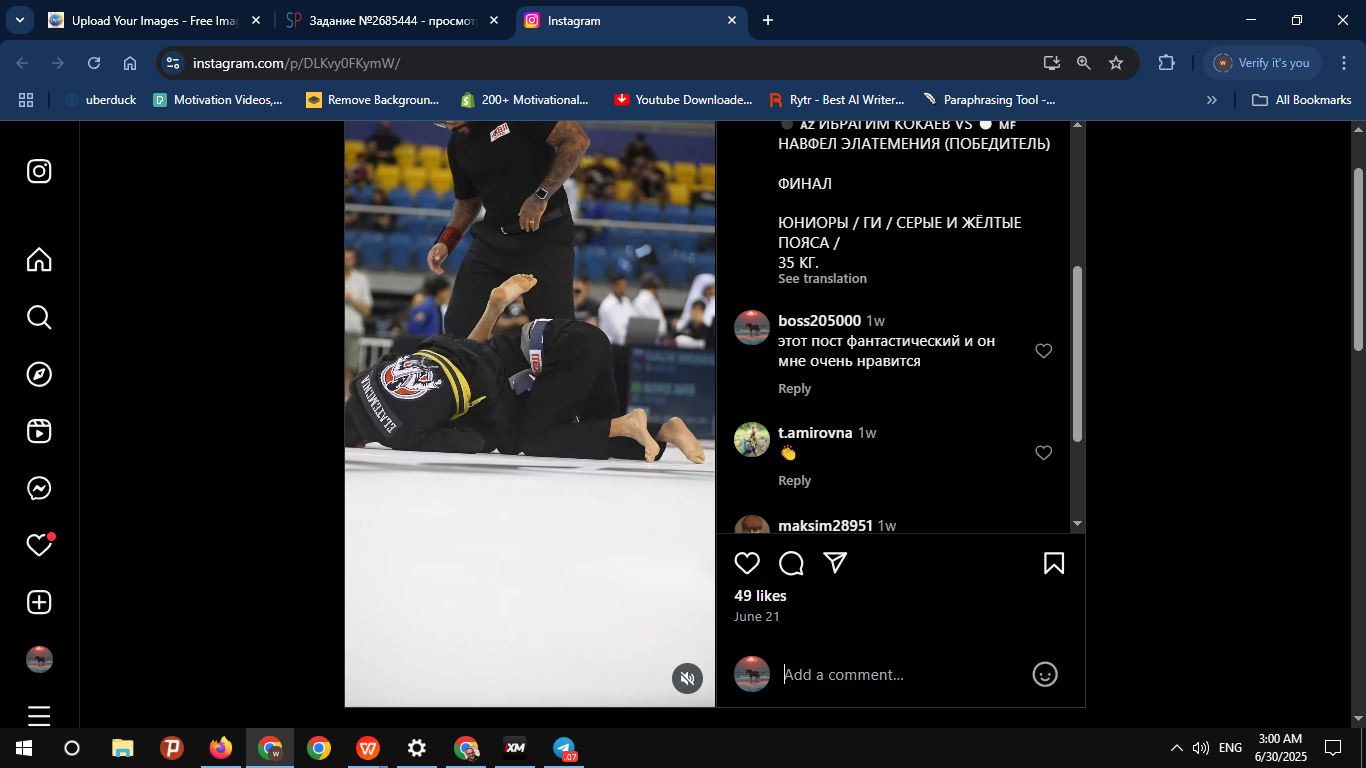 Upload Your Images - Free Imag
Задание №2685444 - просмотр
Instagram
instagram.com/p/DLKvy0FKymW/
Verify it's you
uberduck
Motivation Videos,...
Remove Backgroun...
200+ Motivational...
Youtube Downloade...
Rytr - Best AI Writer...
Paraphrasing Tool -...
All Bookmarks
AZ ИБРАГИМ КОКАЕВ VS MF
НАВФЕЛ ЭЛАТЕМЕНИЯ (ПОБЕДИТЕЛЬ)
ФИНАЛ
ЮНИОРЫ / ГИ / СЕРЫЕ И ЖЁЛТЫЕ
ПОЯСА /
35 КГ.
See translation
boss205000 1w
этот пост фантастический и он
мне очень нравится
Reply
t.amirovna 1w
👏
Reply
maksim28951 1w
ELATEMENIA
49 likes
June 21
Add a comment...
ENG
3:00 AM
6/30/2025